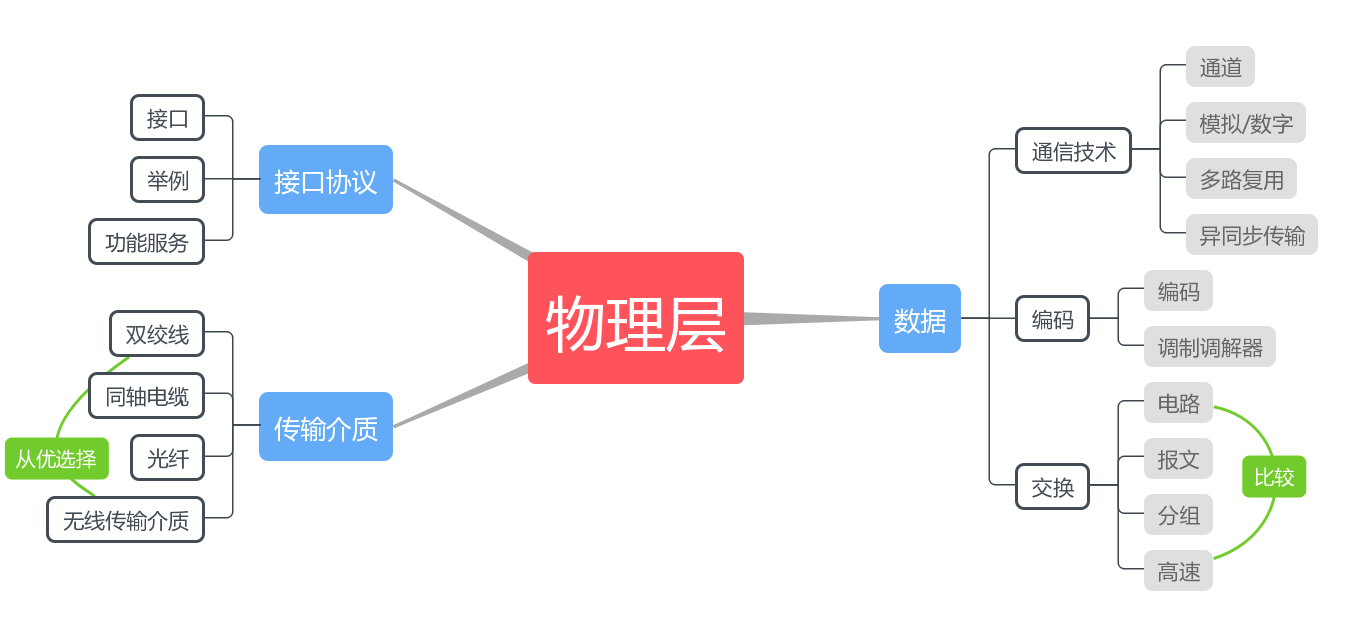 物理层
接口协议
接口
举例
功能服务
传输介质
双绞线
同轴电缆
光纤
无线传输介质
从优选择
数据
通信技术
通道
模拟/数字
多路复用
异同步传输
编码
编码
调制调解器
交换
电路
报文
分组
高速
比较